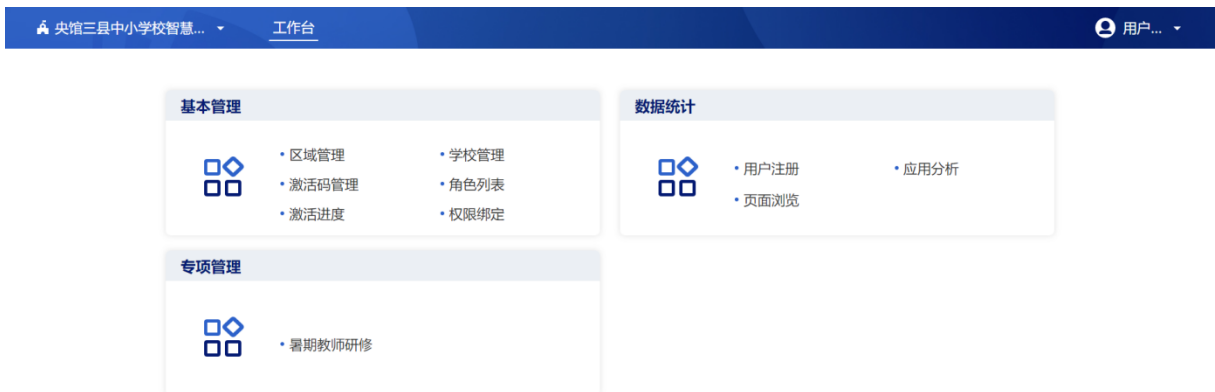 央馆三县中小学校智慧... 工作台 用户...
基本管理
• 区域管理 • 学校管理
• 激活码管理 • 角色列表
• 激活进度 • 权限绑定
数据统计
• 用户注册 • 应用分析
• 页面浏览
专项管理
• 暑期教师研修